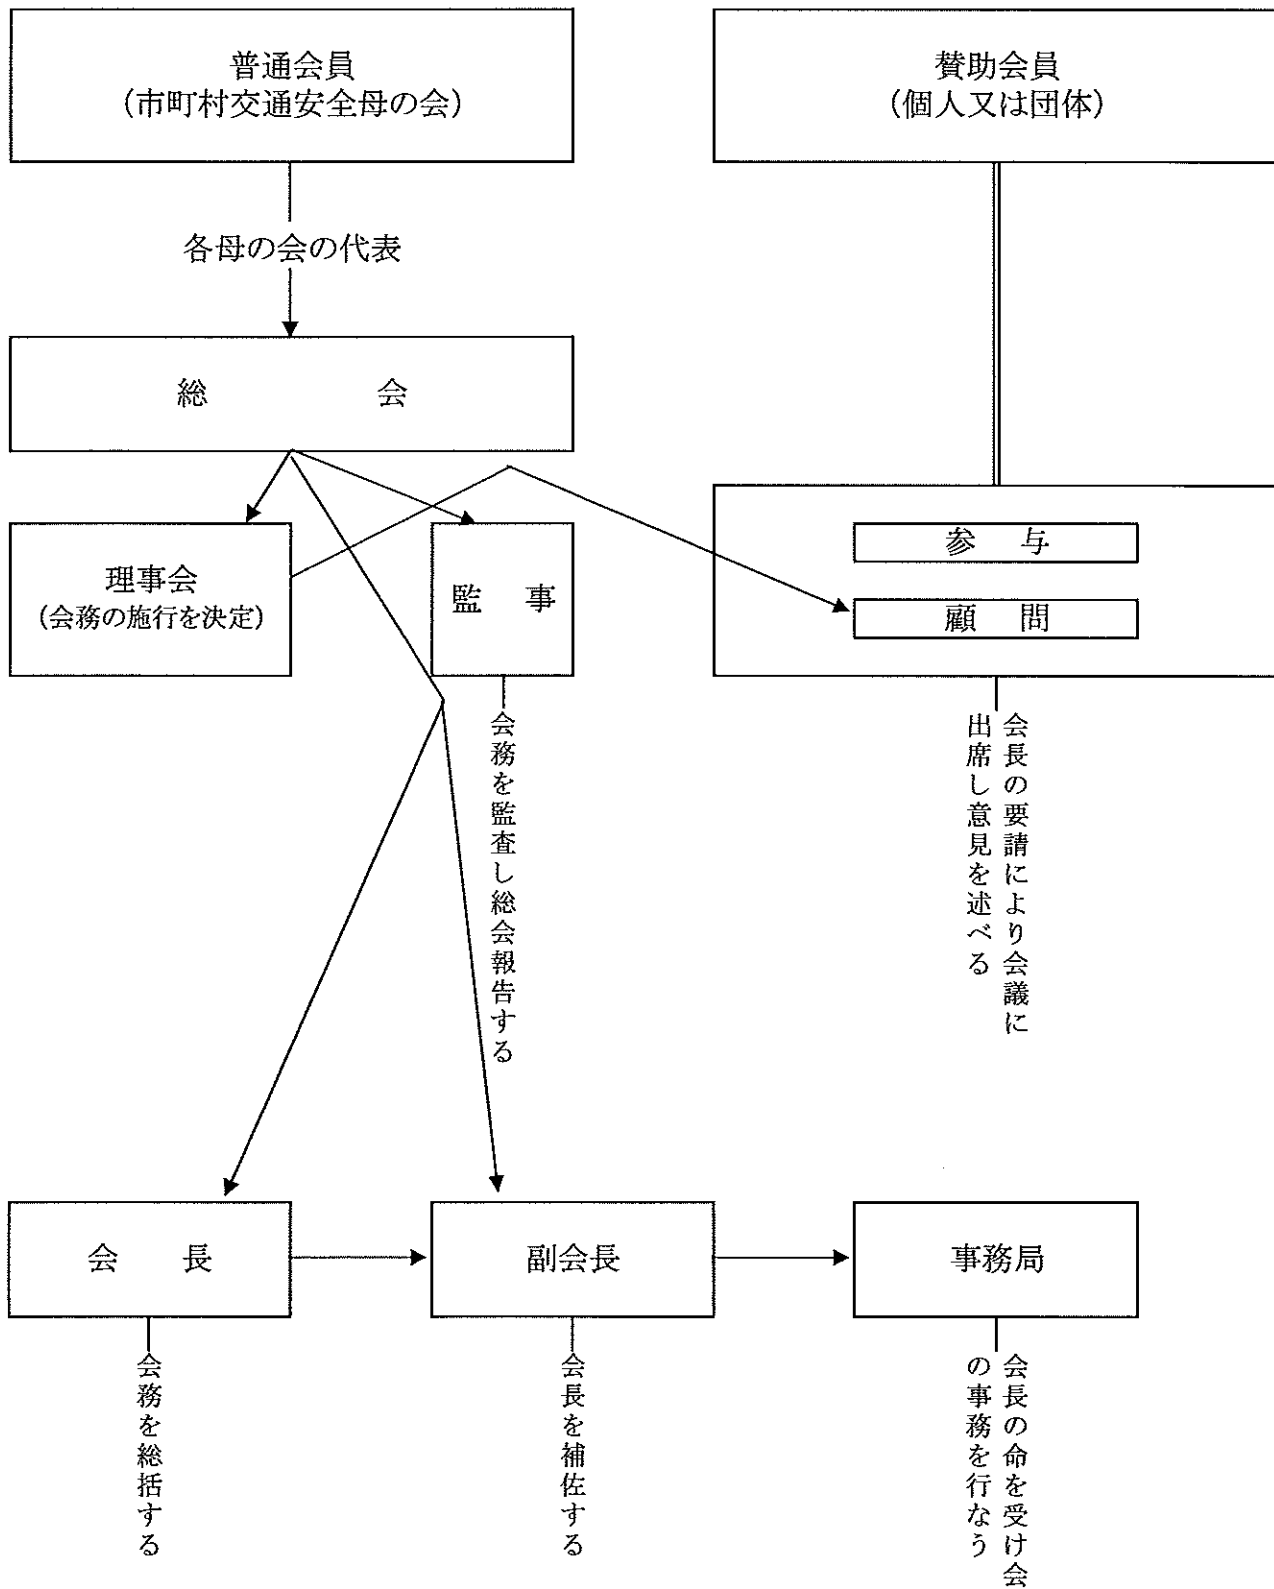 普通会員
(市町村交通安全母の会)
賛助会員
(個人又は団体)
各母の会の代表
総 会
理事会
(会務の施行を決定)
監 事
参 与
顧 問
会務を監査し総会報告する
会長の要請により会議に
出席し意見を述べる
会 長
副会長
事務局
会務を総括する
会長を補佐する
会長の命を受け会
の事務を行なう